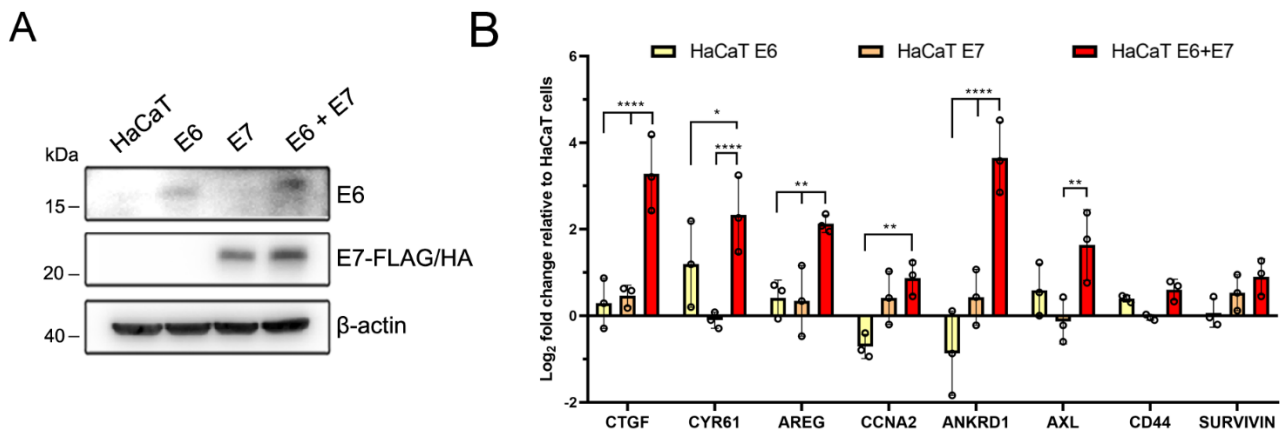 A
HaCaT
E6
E7
E6 + E7
kDa
15
E6
20
E7-FLAG/HA
40
β-actin
B
HaCaT E6
HaCaT E7
HaCaT E6+E7
Log₂ fold change relative to HaCaT cells
6
4
2
0
-2
****
*
****
**
**
****
**
CTGF
CYR61
AREG
CCNA2
ANKRD1
AXL
CD44
SURVIVIN